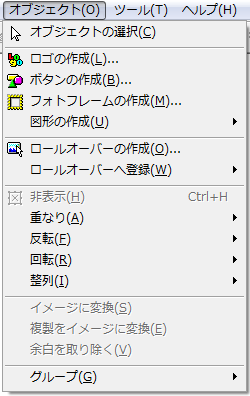 オブジェクト(O) ツール(T) ヘルプ(H)
オブジェクトの選択(C)
ロゴの作成(L)...
ボタンの作成(B)...
フォトフレームの作成(M)...
図形の作成(U)
ロールオーバーの作成(O)...
ロールオーバーへ登録(W)
非表示(H) Ctrl+H
重なり(A)
反転(F)
回転(R)
整列(I)
イメージに変換(S)
複製をイメージに変換(E)
余白を取り除く(V)
グループ(G)